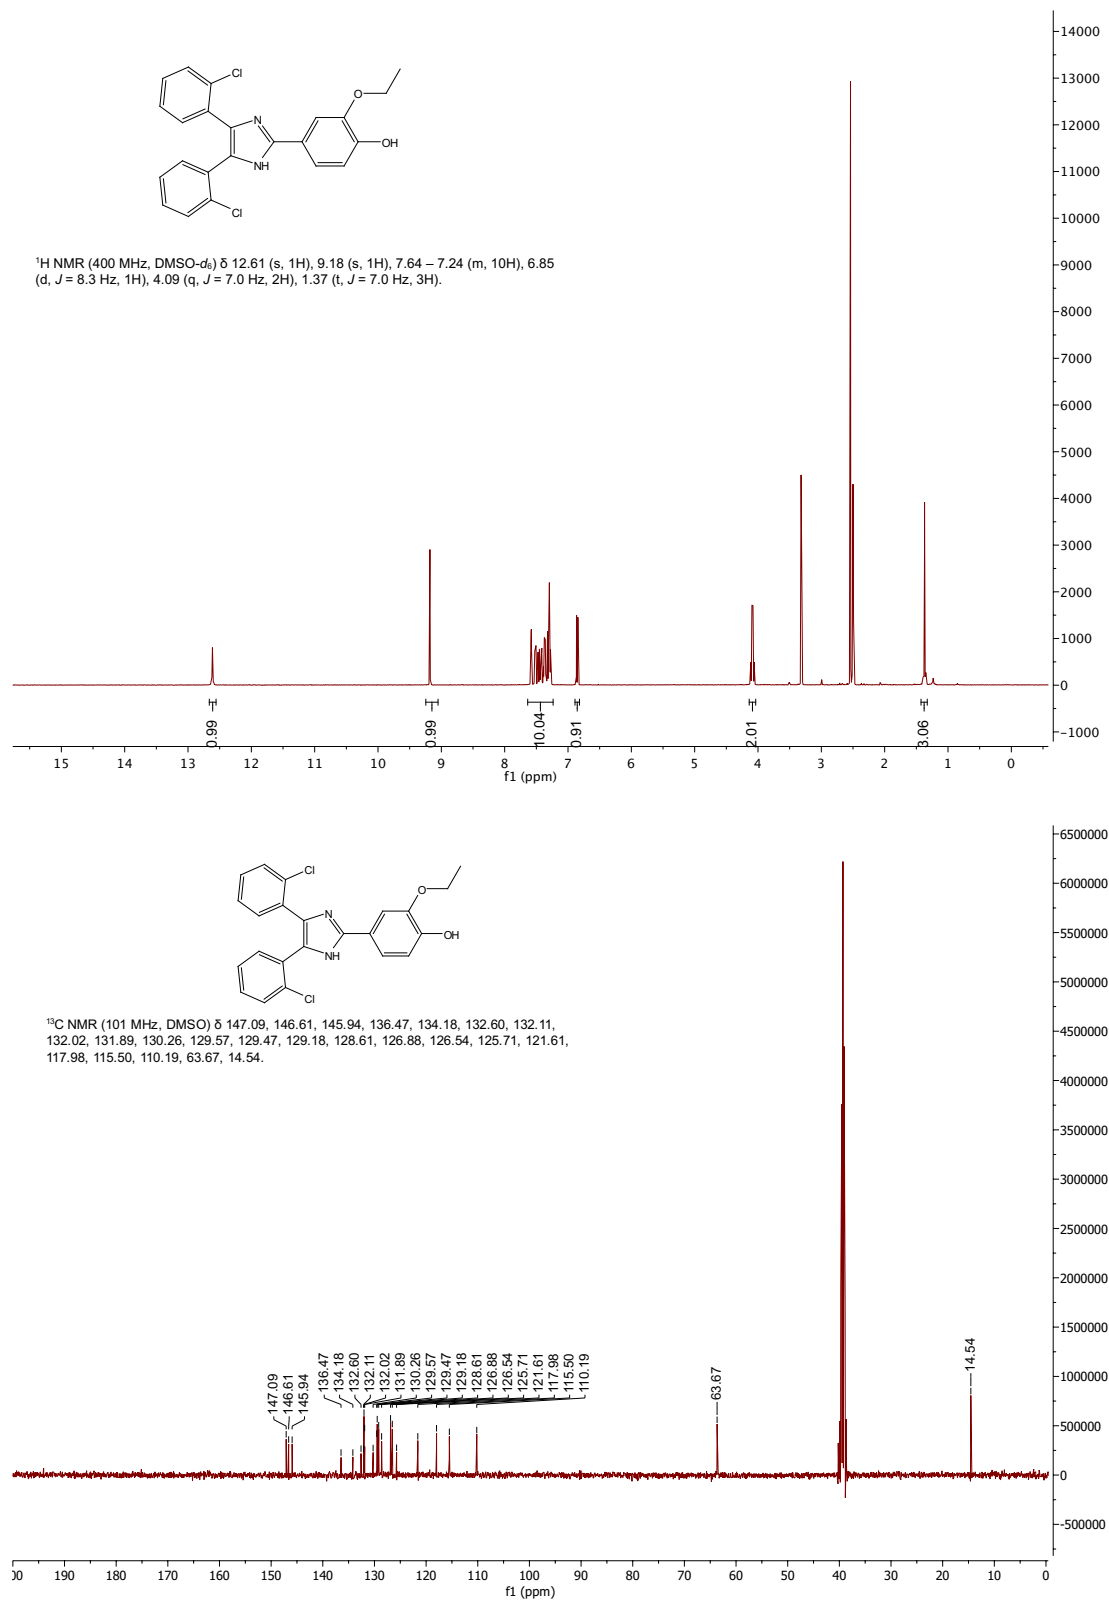 14000
13000
12000
11000
10000
9000
8000
7000
6000
5000
4000
3000
2000
1000
0
−1000
Cl
O
N
OH
NH
Cl
¹H NMR (400 MHz, DMSO-d₆) δ 12.61 (s, 1H), 9.18 (s, 1H), 7.64 – 7.24 (m, 10H), 6.85
(d, J = 8.3 Hz, 1H), 4.09 (q, J = 7.0 Hz, 2H), 1.37 (t, J = 7.0 Hz, 3H).
0.99
0.99
10.04
0.91
2.01
3.06
15 14 13 12 11 10 9 8 7 6 5 4 3 2 1 0
f1 (ppm)
6500000
6000000
5500000
5000000
4500000
4000000
3500000
3000000
2500000
2000000
1500000
1000000
500000
0
−500000
Cl
O
N
OH
NH
Cl
¹³C NMR (101 MHz, DMSO) δ 147.09, 146.61, 145.94, 136.47, 134.18, 132.60, 132.11,
132.02, 131.89, 130.26, 129.57, 129.47, 129.18, 128.61, 126.88, 126.54, 125.71, 121.61,
117.98, 115.50, 110.19, 63.67, 14.54.
147.09
146.61
145.94
136.47
134.18
132.60
132.11
132.02
131.89
130.26
129.57
129.47
129.18
128.61
126.88
126.54
125.71
121.61
117.98
115.50
110.19
63.67
14.54
00 190 180 170 160 150 140 130 120 110 100 90 80 70 60 50 40 30 20 10 0
f1 (ppm)